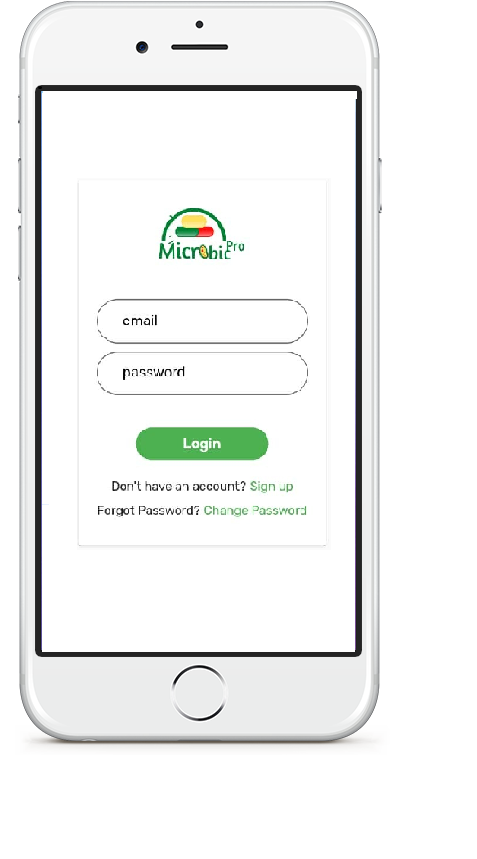 Microbic Pro
email
password
Login
Don't have an account? Sign up
Forgot Password? Change Password